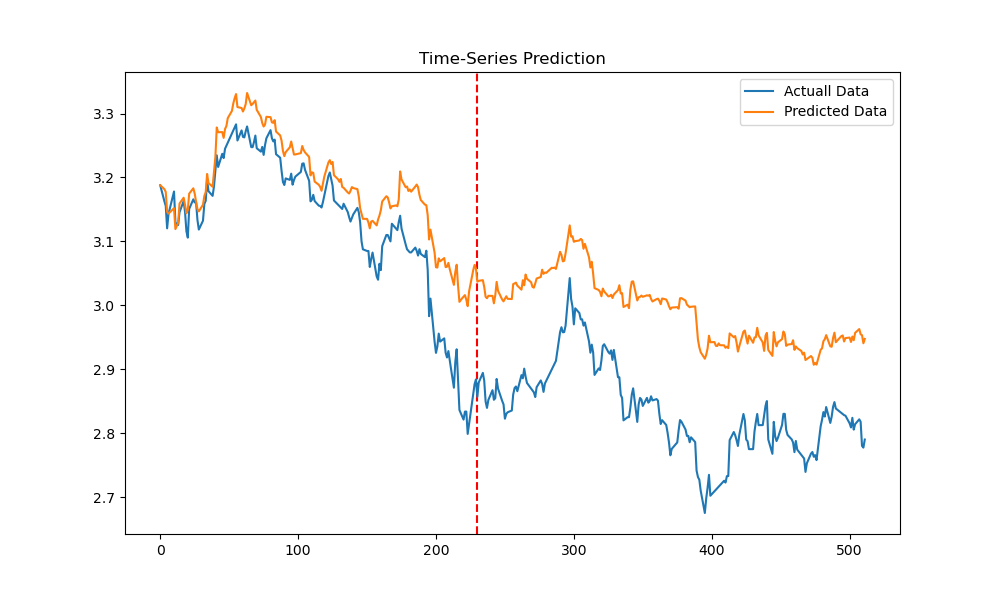 Time-Series Prediction
Actuall Data
Predicted Data
3.3
3.2
3.1
3.0
2.9
2.8
2.7
0 100 200 300 400 500